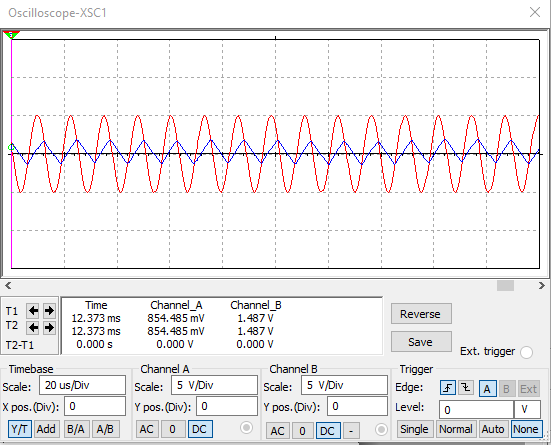 Oscilloscope-XSC1
T1
T2
T2-T1
Time Channel_A Channel_B
12.373 ms 854.485 mV 1.487 V
12.373 ms 854.485 mV 1.487 V
0.000 s 0.000 V 0.000 V
Reverse
Save
Ext. trigger
Timebase
Scale: 20 us/Div
X pos.(Div): 0
Y/T Add B/A A/B
Channel A
Scale: 5 V/Div
Y pos.(Div): 0
AC 0 DC
Channel B
Scale: 5 V/Div
Y pos.(Div): 0
AC 0 DC -
Trigger
Edge: A B Ext
Level: 0 V
Single Normal Auto None